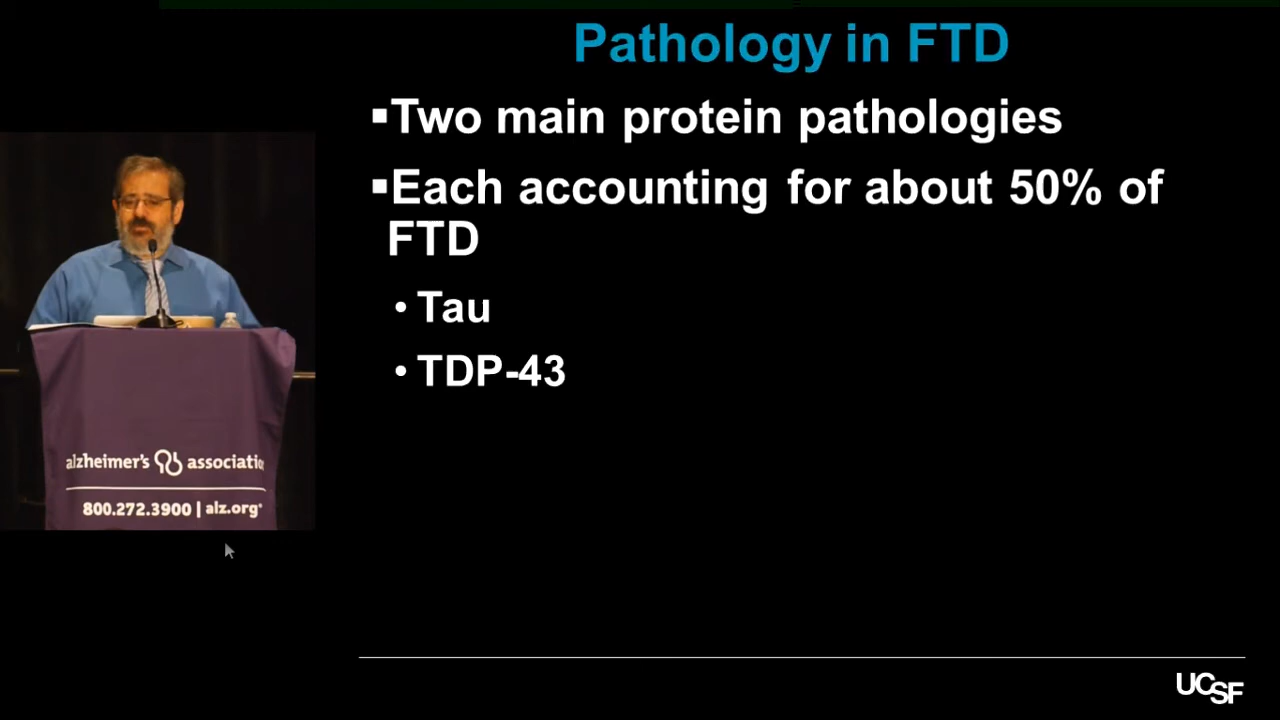 Pathology in FTD
▪Two main protein pathologies
▪Each accounting for about 50% of
FTD
• Tau
• TDP-43
alzheimer's association
800.272.3900 | alz.org®
UCSF